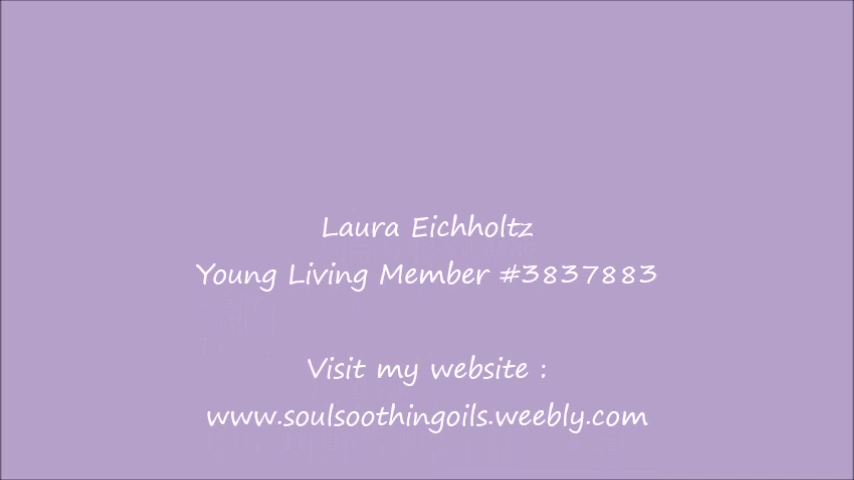 Laura Eichholtz
Young Living Member #3837883
Visit my website :
www.soulsoothingoils.weebly.com